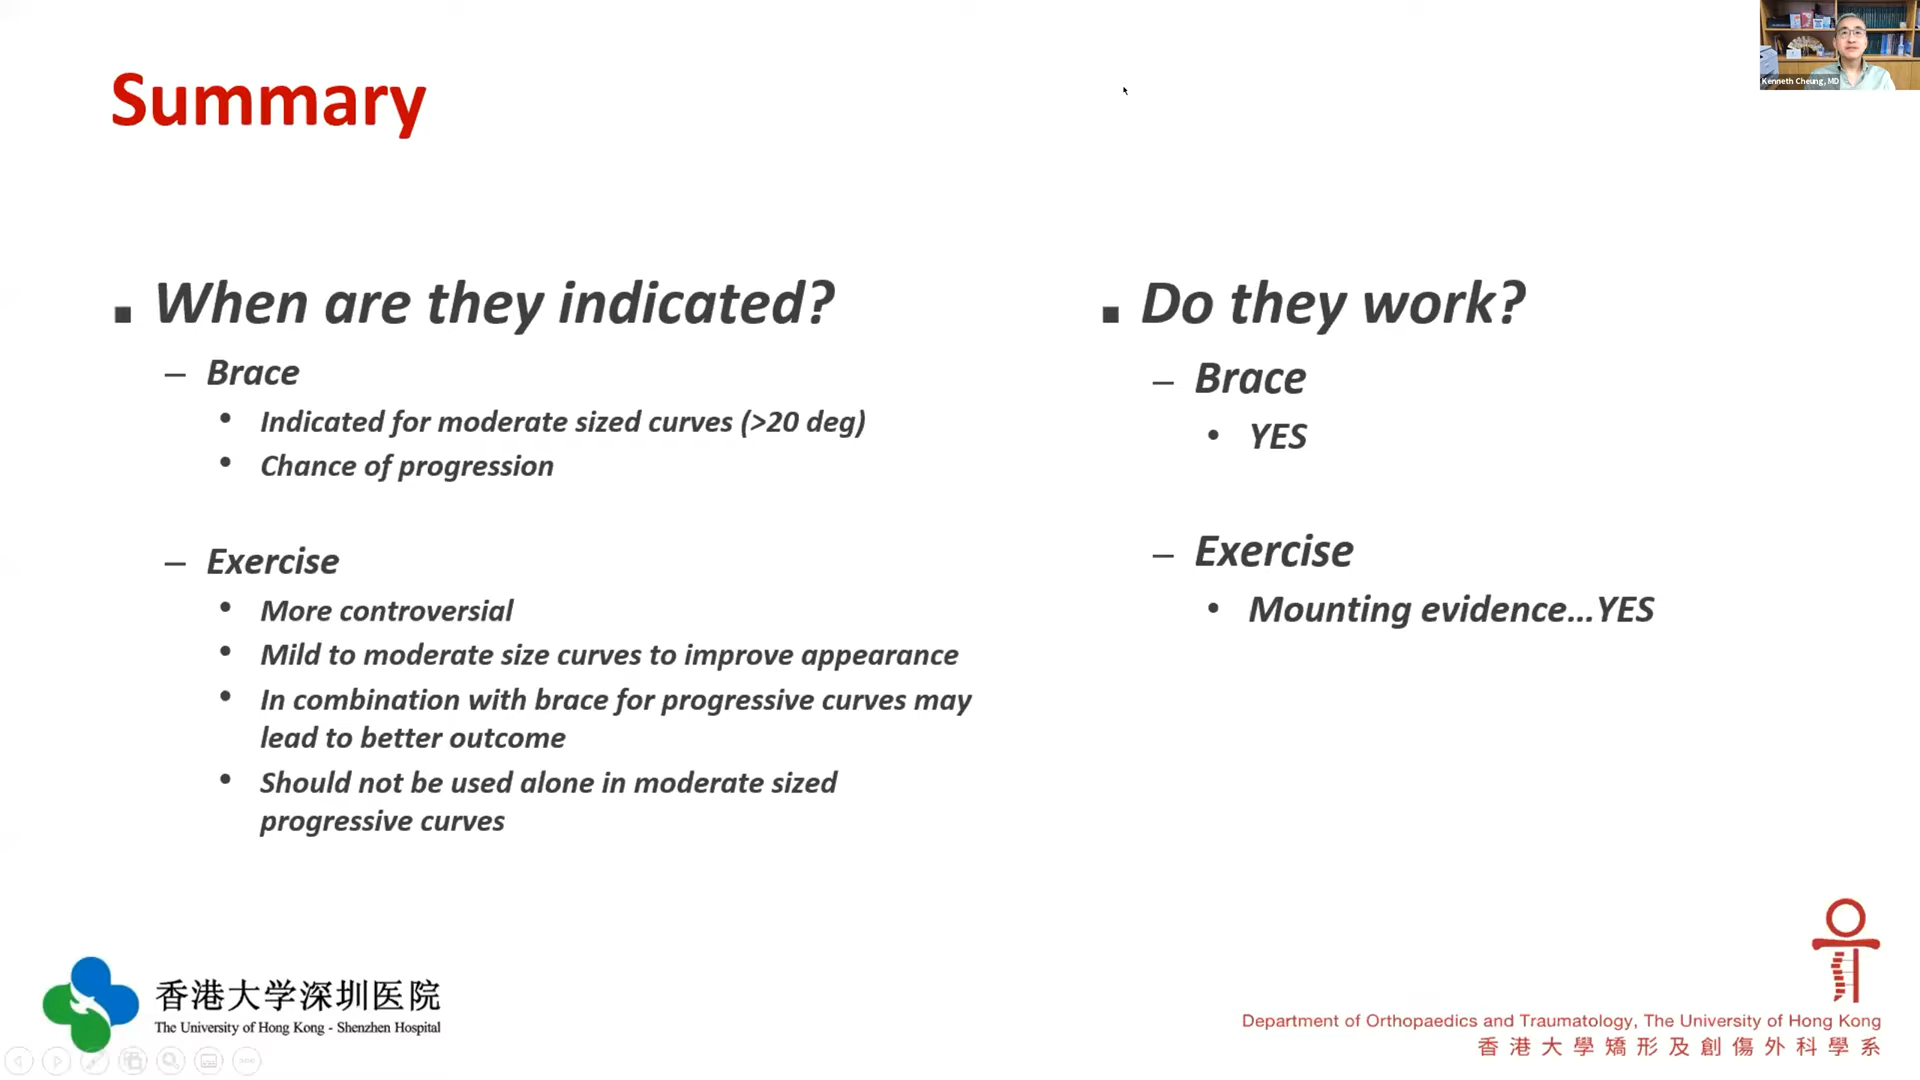 Summary
Kenneth Cheung, MD
When are they indicated?
– Brace
• Indicated for moderate sized curves (>20 deg)
• Chance of progression
– Exercise
• More controversial
• Mild to moderate size curves to improve appearance
• In combination with brace for progressive curves may
lead to better outcome
• Should not be used alone in moderate sized
progressive curves
Do they work?
– Brace
• YES
– Exercise
• Mounting evidence...YES
香港大学深圳医院
The University of Hong Kong - Shenzhen Hospital
Department of Orthopaedics and Traumatology, The University of Hong Kong
香港大學矯形及創傷外科學系